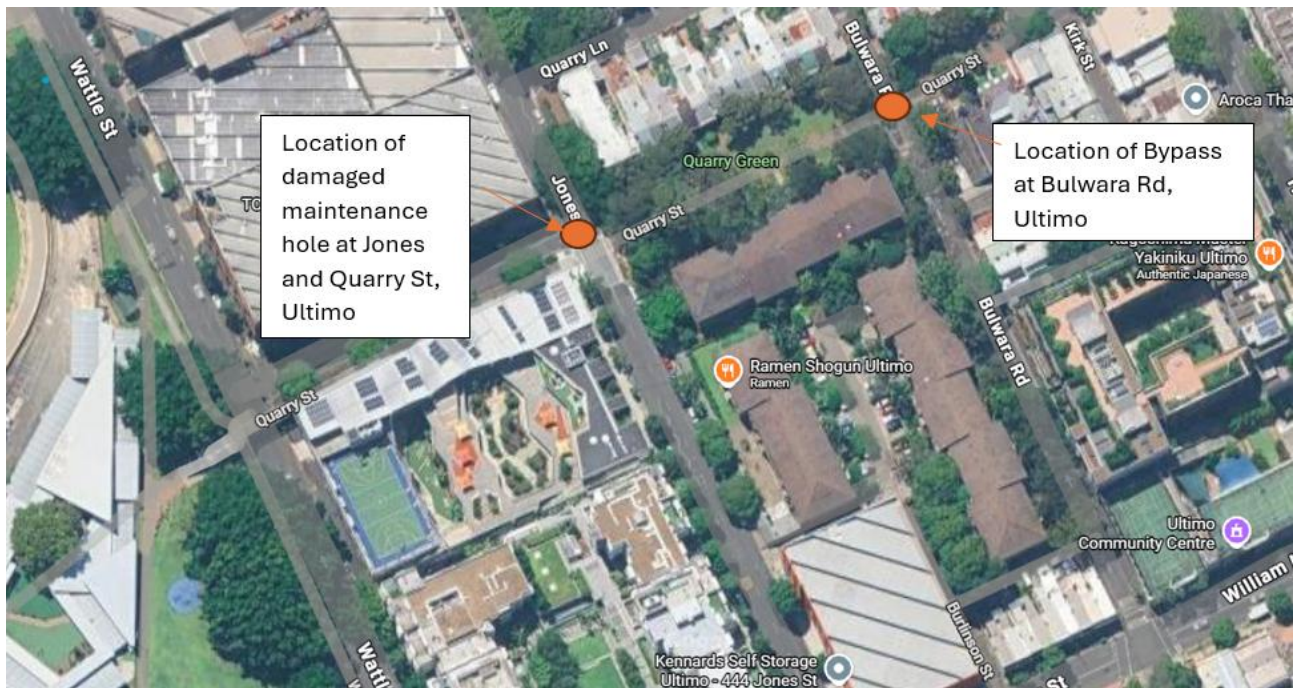 Wattle St
Quarry Ln
Bulwara R
Quarry St
Kirk St
Aroca Tha
Location of
damaged
maintenance
hole at Jones
and Quarry St,
Ultimo
Quarry Green
Location of Bypass
at Bulwara Rd,
Ultimo
TO
Jones
Quarry St
Yakiniku Ultimo
Authentic Japanese
Bulwara Rd
Ramen Shogun Ultimo
Ramen
Quarry St
Ultimo
Community Centre
William
Burlinson St
Kennards Self Storage
Ultimo - 444 Jones St
Wattl
St